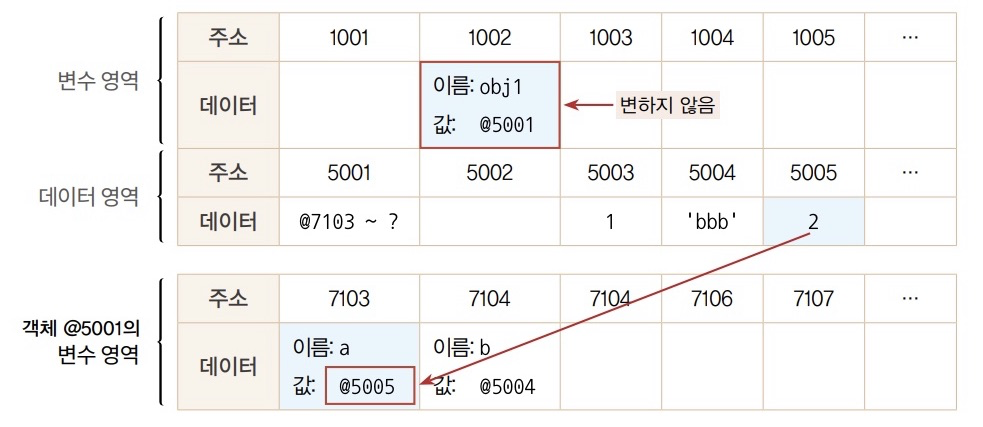 변수 영역
주소 1001 1002 1003 1004 1005 ...
데이터
이름: obj1
값: @5001
변하지 않음
데이터 영역
주소 5001 5002 5003 5004 5005 ...
데이터 @7103 ~ ? 1 'bbb' 2
객체 @5001의
변수 영역
주소 7103 7104 7104 7106 7107 ...
데이터
이름: a 이름: b
값: @5005 값: @5004